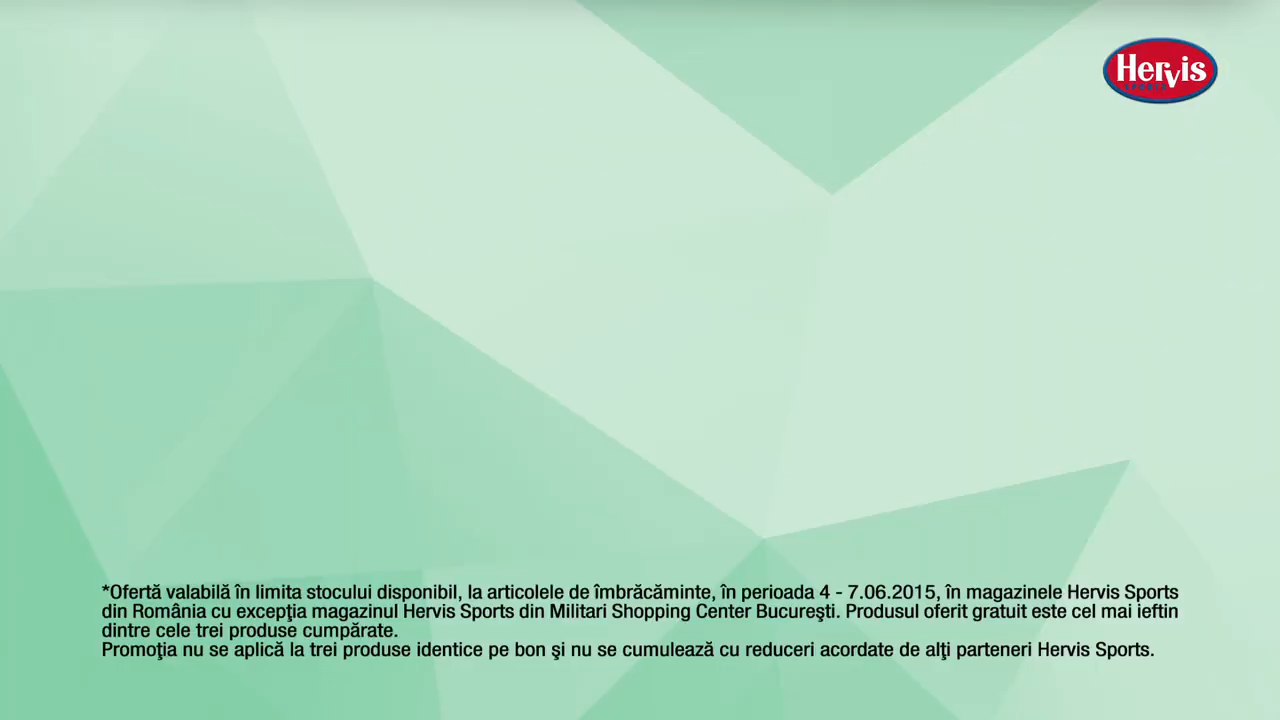 Hervis
SPORTS
*Ofertă valabilă în limita stocului disponibil, la articolele de îmbrăcăminte, în perioada 4 - 7.06.2015, în magazinele Hervis Sports
din România cu excepţia magazinul Hervis Sports din Militari Shopping Center Bucureşti. Produsul oferit gratuit este cel mai ieftin
dintre cele trei produse cumpărate.
Promoţia nu se aplică la trei produse identice pe bon şi nu se cumulează cu reduceri acordate de alţi parteneri Hervis Sports.